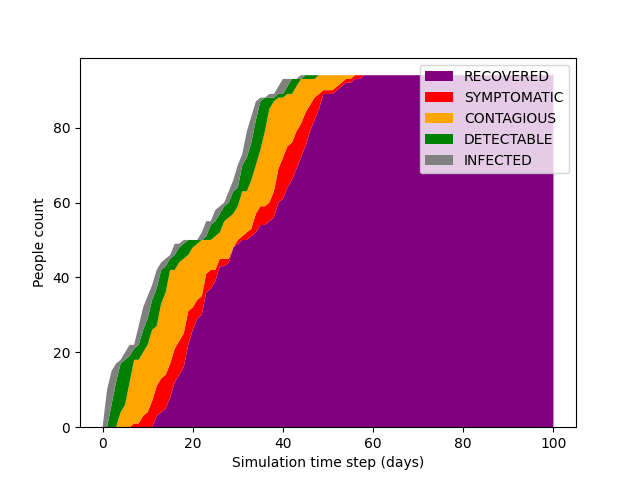 RECOVERED
SYMPTOMATIC
CONTAGIOUS
DETECTABLE
INFECTED
80
60
40
20
0
People count
0 20 40 60 80 100
Simulation time step (days)